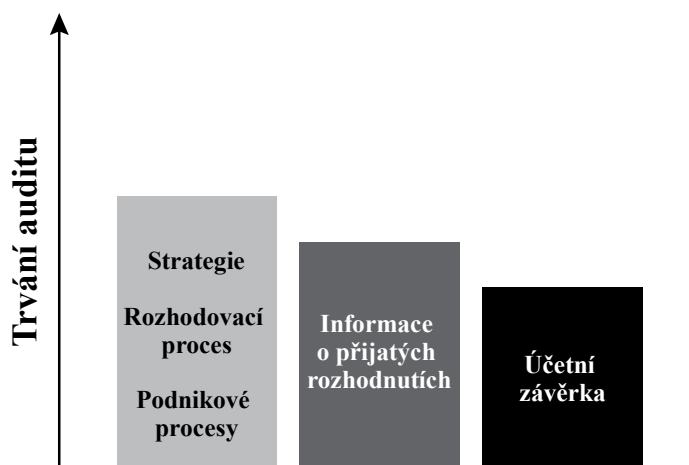 Trvání auditu
Strategie
Rozhodovací
proces
Podnikové
procesy
Informace
o přijatých
rozhodnutích
Účetní
závěrka